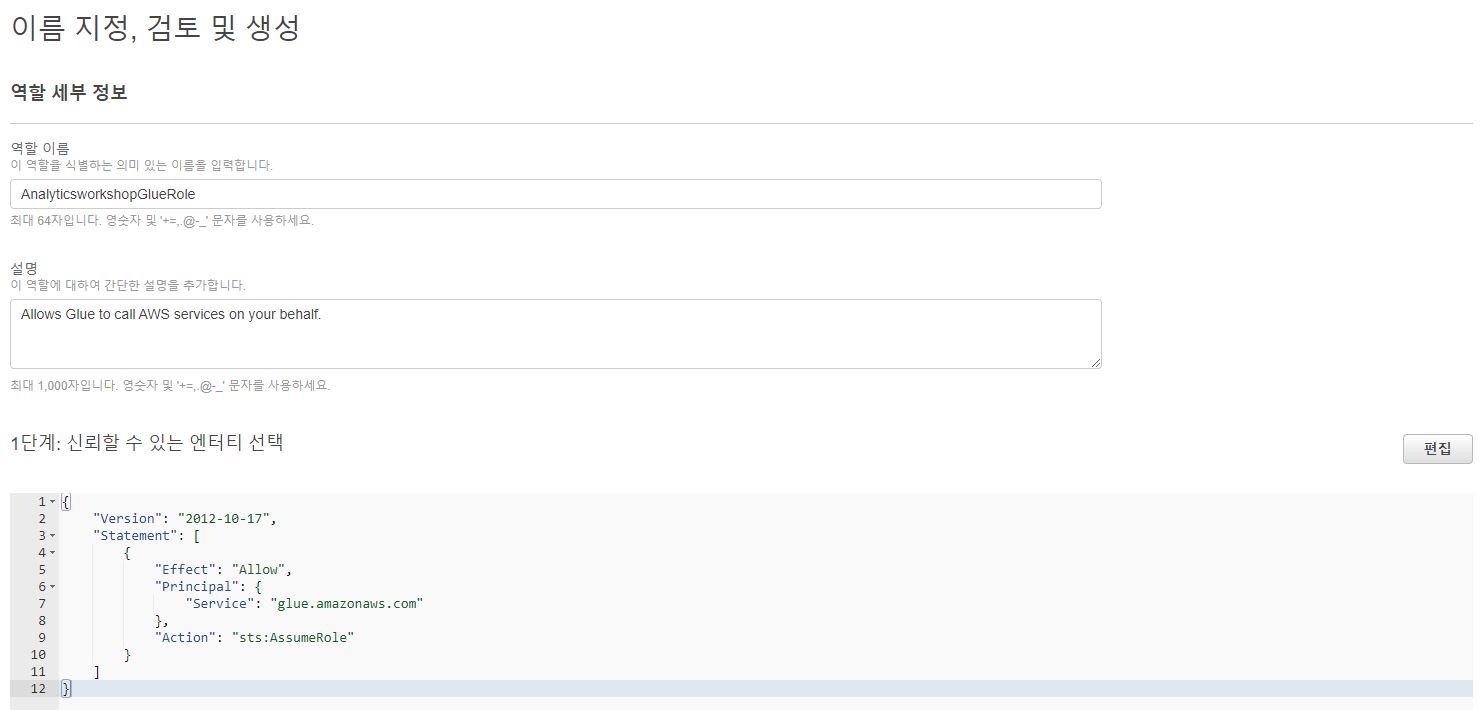 이름 지정, 검토 및 생성
역할 세부 정보
역할 이름
이 역할을 식별하는 의미 있는 이름을 입력합니다.
AnalyticsworkshopGlueRole
최대 64자입니다. 영숫자 및 '+=,.@-_' 문자를 사용하세요.
설명
이 역할에 대하여 간단한 설명을 추가합니다.
Allows Glue to call AWS services on your behalf.
최대 1,000자입니다. 영숫자 및 '+=,.@-_' 문자를 사용하세요.
1단계: 신뢰할 수 있는 엔터티 선택
편집
1 {
2     "Version": "2012-10-17",
3     "Statement": [
4         {
5             "Effect": "Allow",
6             "Principal": {
7                 "Service": "glue.amazonaws.com"
8             },
9             "Action": "sts:AssumeRole"
10         }
11     ]
12 }